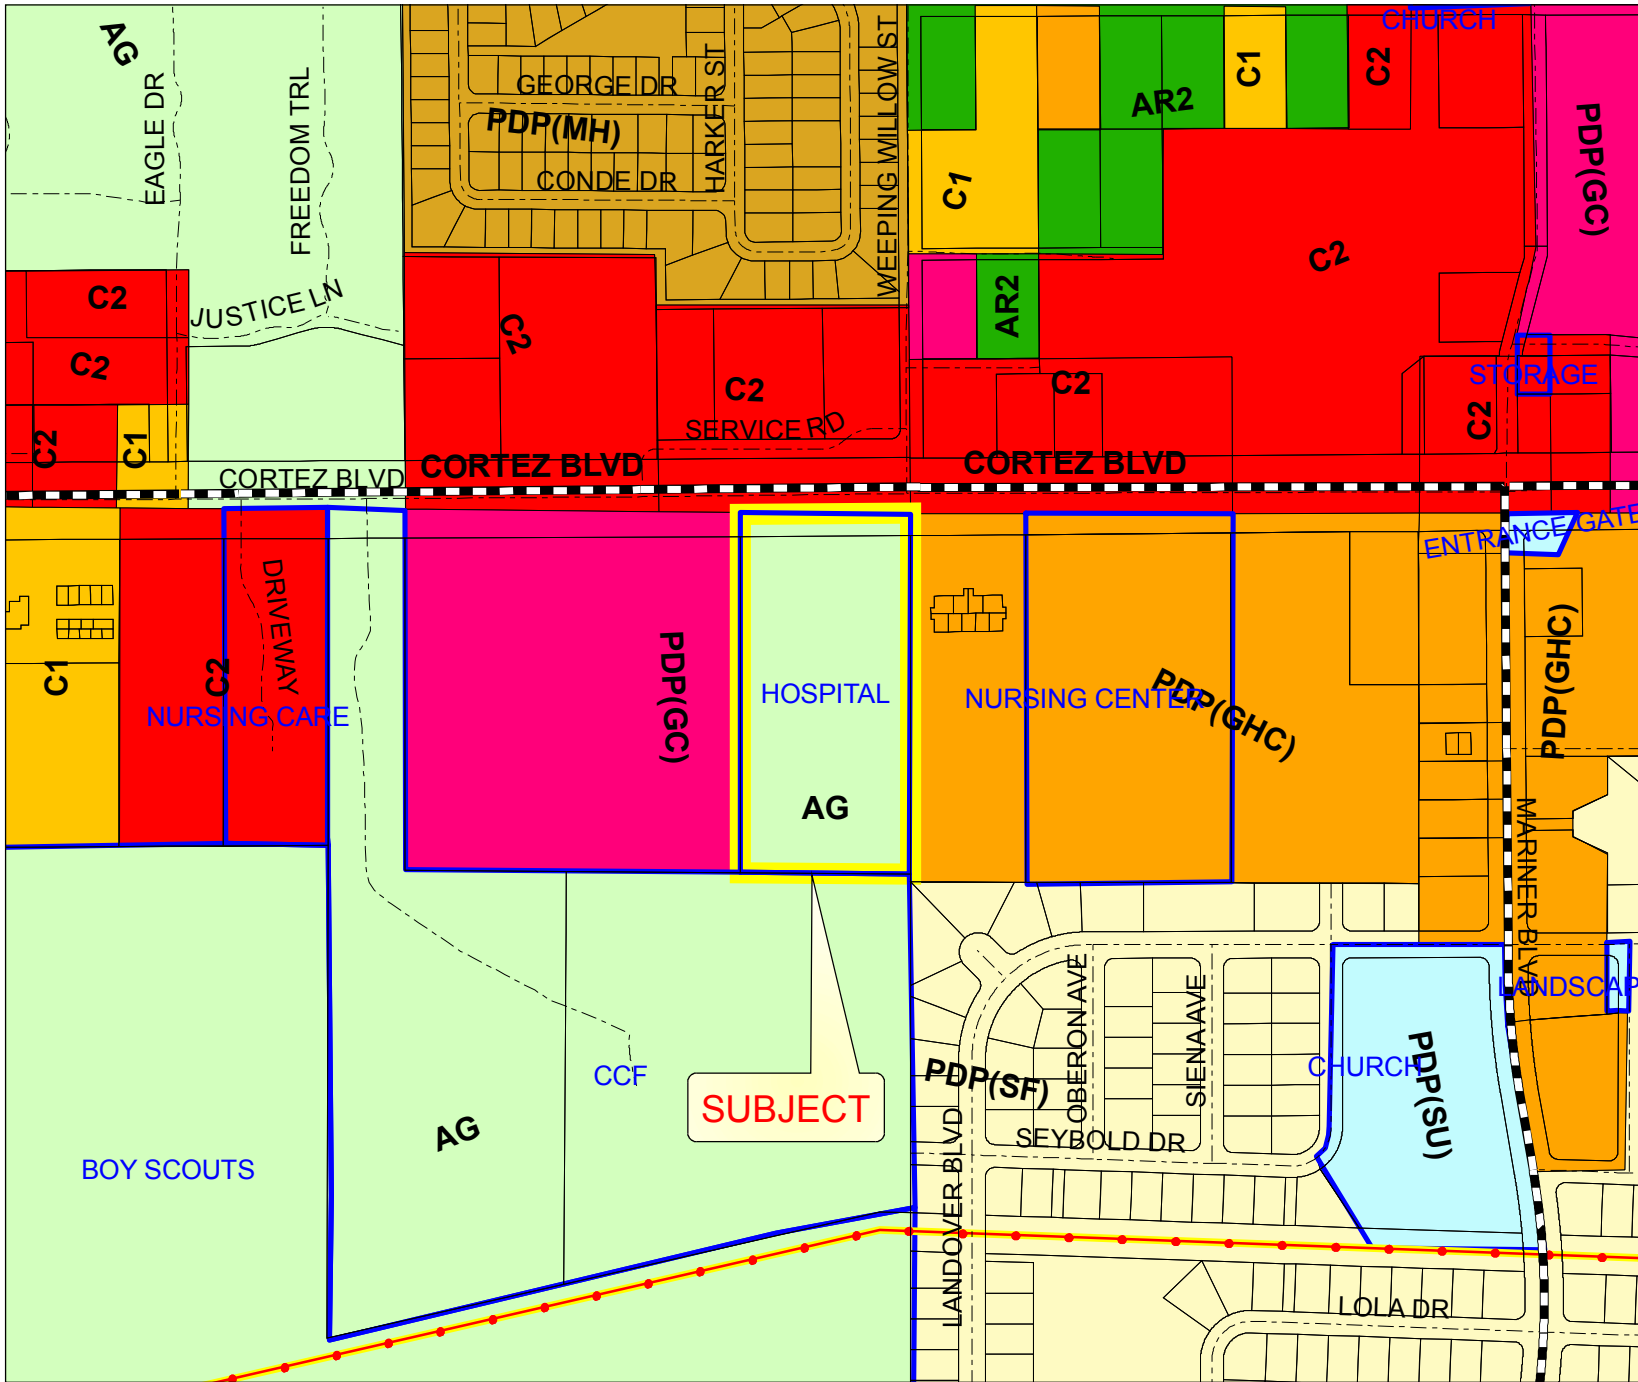 CHURCH
AG
EAGLE DR
FREEDOM TRL
GEORGE DR
HARKER ST
WEEPING WILLOW ST
PDP(MH)
CONDE DR
C1
C2
AR2
PDP(GC)
C1
C2
C2
JUSTICE LN
C2
AR2
C2
C2
C2
STORAGE
C2
C2
C1
SERVICE RD
CORTEZ BLVD
CORTEZ BLVD
CORTEZ BLVD
ENTRANCE GATE
DRIVEWAY
C1
C2
NURSING CARE
PDP(GC)
HOSPITAL
AG
NURSING CENTER
PDP(GHC)
PDP(GHC)
MARINER BLVD
LANDSCAP
OBERON AVE
SIENA AVE
PDP(SF)
CHURCH
PDP(SU)
CCF
SUBJECT
AG
BOY SCOUTS
SEYBOLD DR
LANDOVER BLVD
LOLA DR